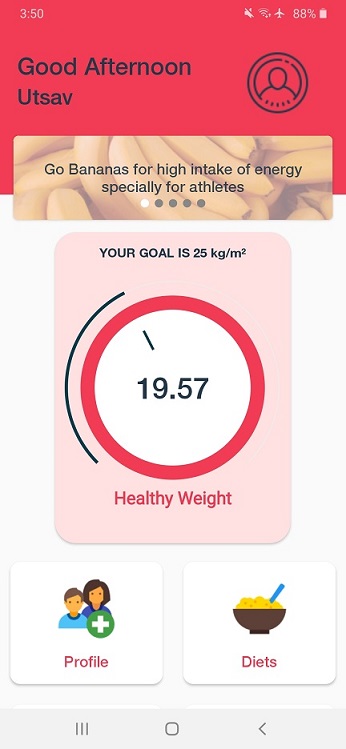 3:50
88%
Good Afternoon
Utsav
Go Bananas for high intake of energy
specially for athletes
YOUR GOAL IS 25 kg/m²
19.57
Healthy Weight
Profile
Diets